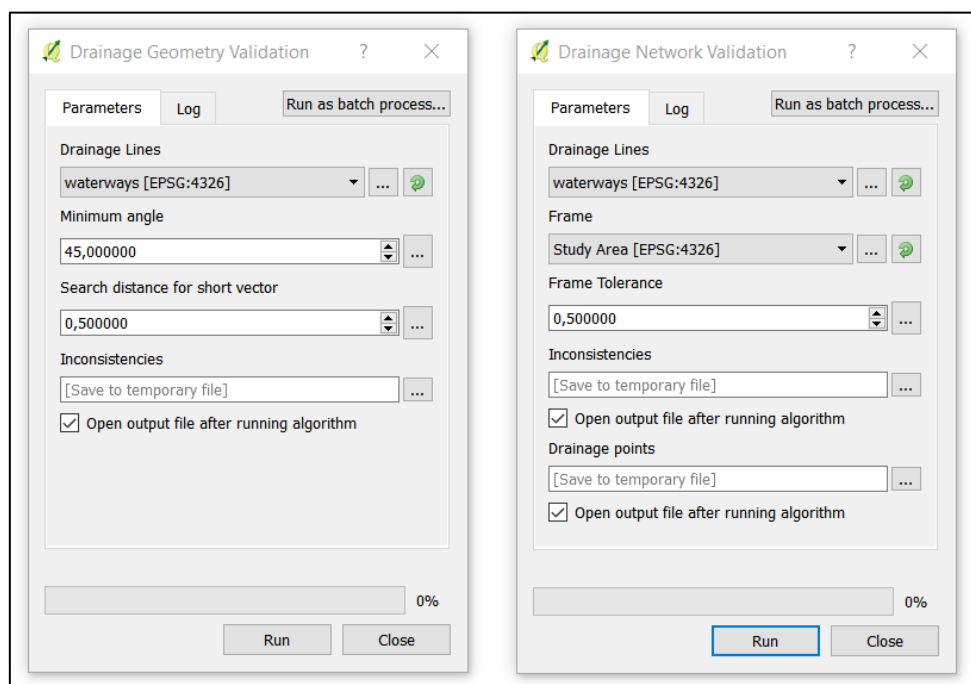 Drainage Geometry Validation
Parameters
Log
Run as batch process...
Drainage Lines
waterways [EPSG:4326]
...
Minimum angle
45,000000
...
Search distance for short vector
0,500000
...
Inconsistencies
[Save to temporary file]
...
Open output file after running algorithm
0%
Run
Close
Drainage Network Validation
Parameters
Log
Run as batch process...
Drainage Lines
waterways [EPSG:4326]
...
Frame
Study Area [EPSG:4326]
...
Frame Tolerance
0,500000
...
Inconsistencies
[Save to temporary file]
...
Open output file after running algorithm
Drainage points
[Save to temporary file]
...
Open output file after running algorithm
0%
Run
Close